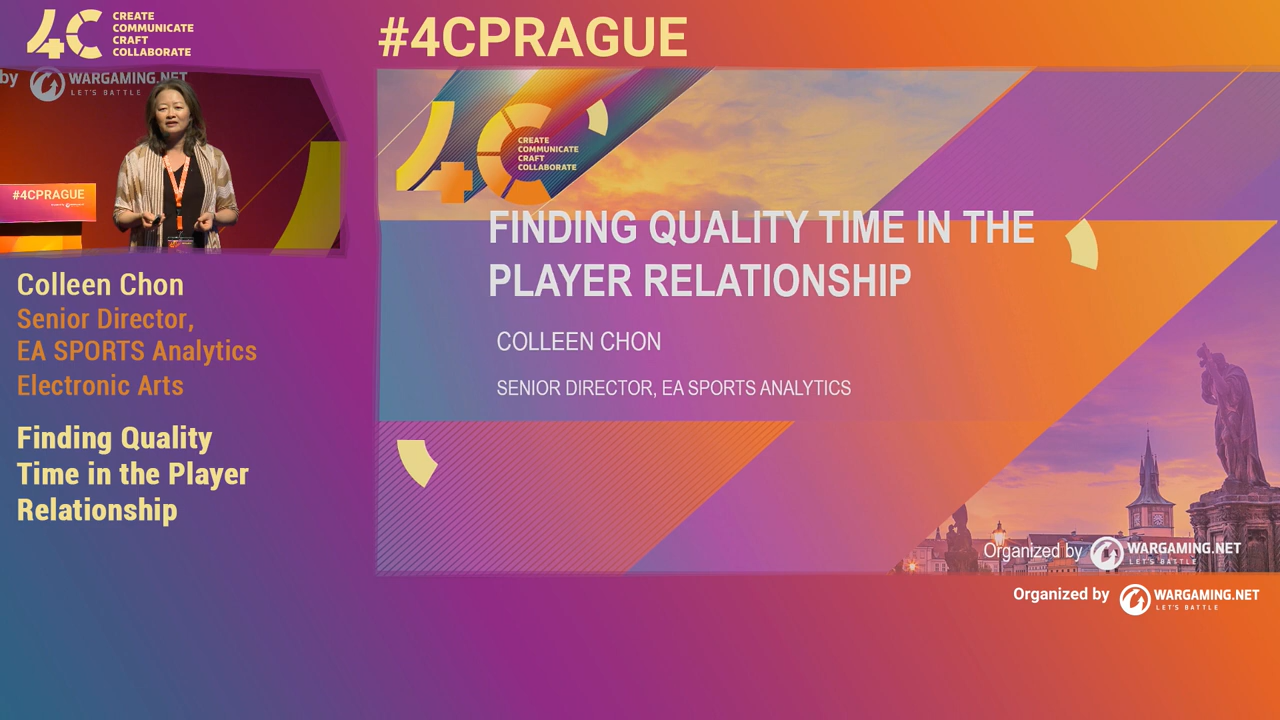 CREATE
COMMUNICATE
CRAFT
COLLABORATE
4C
#4CPRAGUE
by WARGAMING.NET
LET'S BATTLE
#4CPRAGUE
Colleen Chon
Senior Director,
EA SPORTS Analytics
Electronic Arts
Finding Quality
Time in the Player
Relationship
4C
CREATE
COMMUNICATE
CRAFT
COLLABORATE
FINDING QUALITY TIME IN THE
PLAYER RELATIONSHIP
COLLEEN CHON
SENIOR DIRECTOR, EA SPORTS ANALYTICS
Organized by WARGAMING.NET
LET'S BATTLE
Organized by WARGAMING.NET
LET'S BATTLE